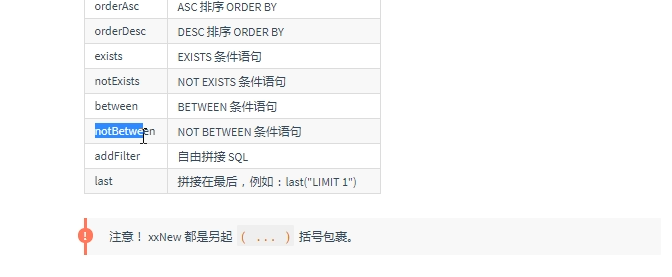 orderAsc ASC 排序 ORDER BY
orderDesc DESC 排序 ORDER BY
exists EXISTS 条件语句
notExists NOT EXISTS 条件语句
between BETWEEN 条件语句
notBetween NOT BETWEEN 条件语句
addFilter 自由拼接 SQL
last 拼接在最后，例如：last("LIMIT 1")
! 注意！ xxNew 都是另起 ( ... ) 括号包裹。